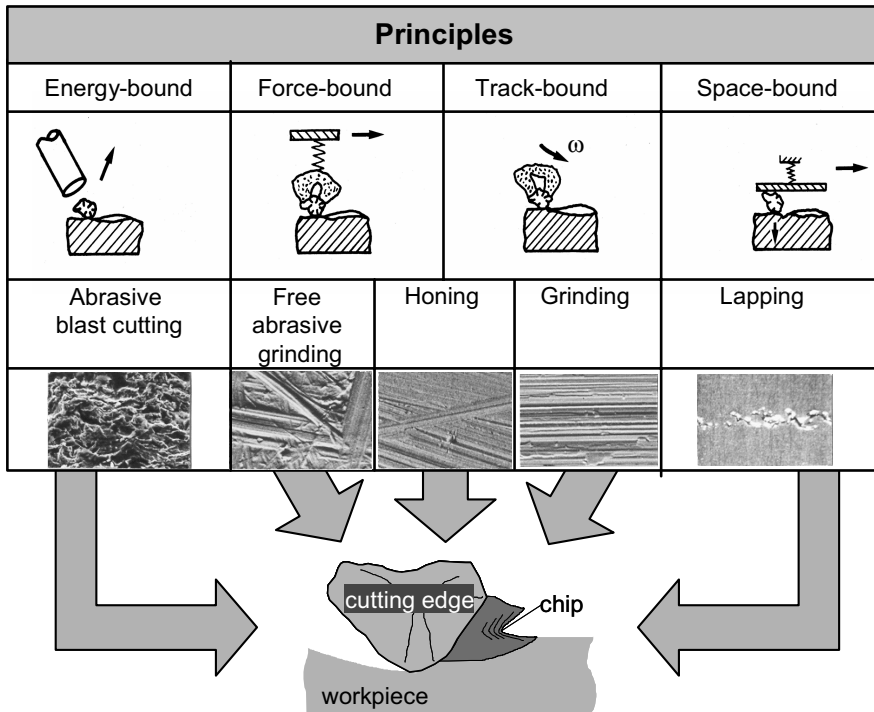 Principles
Energy-bound
Force-bound
Track-bound
Space-bound
ω
Abrasive
blast cutting
Free
abrasive
grinding
Honing
Grinding
Lapping
cutting edge
chip
workpiece